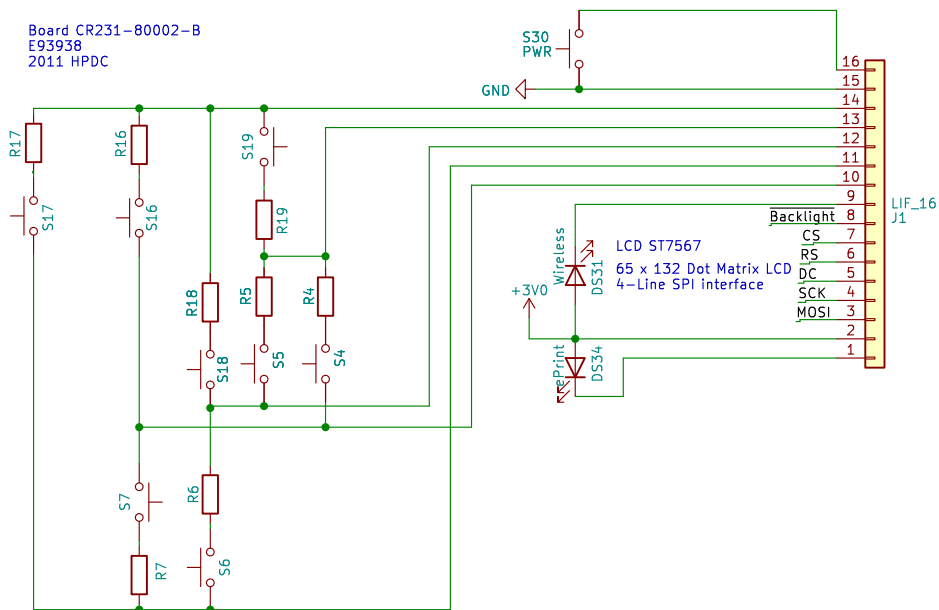 Board CR231-80002-B
E93938
2011 HPDC
S30
PWR
GND
16
15
14
13
12
11
10
9
8
7
6
5
4
3
2
1
LIF_16
J1
Backlight
CS
RS
DC
SCK
MOSI
R17
R16
S19
S17
S16
R19
R18
R5
R4
S18
S5
S4
S7
R6
R7
S6
Wireless
DS31
LCD ST7567
65 x 132 Dot Matrix LCD
4-Line SPI interface
+3V0
ePrint
DS34